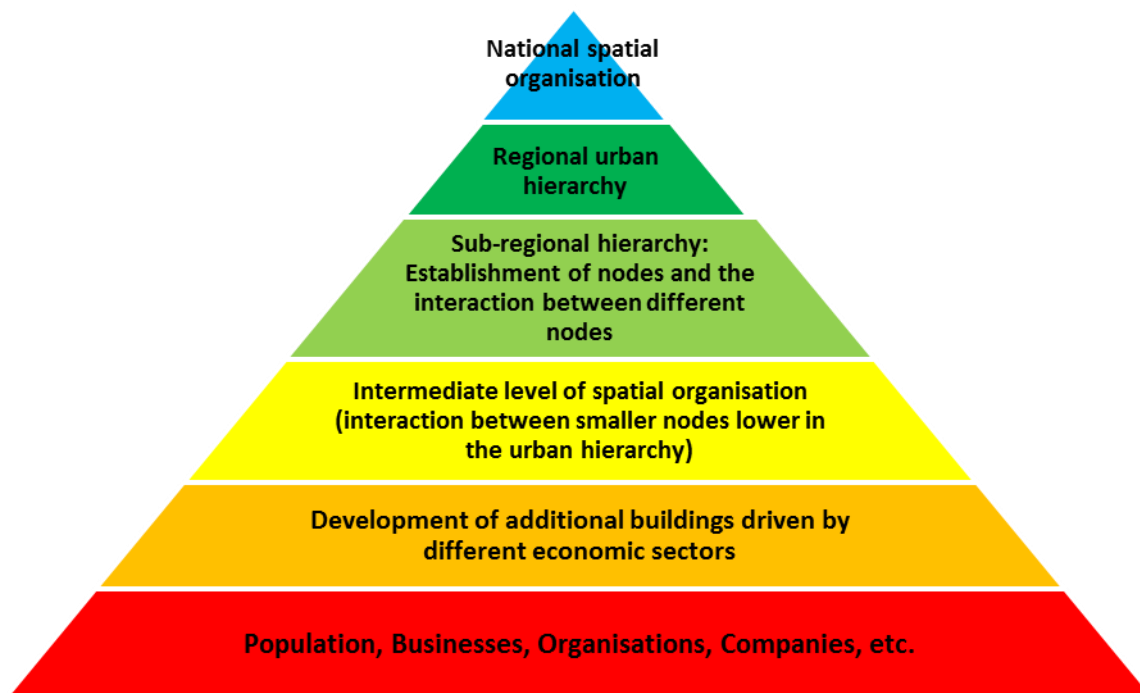 National spatial
organisation
Regional urban
hierarchy
Sub-regional hierarchy:
Establishment of nodes and the
interaction between different
nodes
Intermediate level of spatial organisation
(interaction between smaller nodes lower in
the urban hierarchy)
Development of additional buildings driven by
different economic sectors
Population, Businesses, Organisations, Companies, etc.